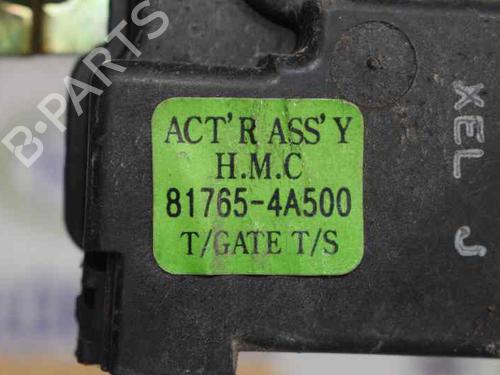 B-PARTS
ACT'R ASS'Y
H.M.C
81765-4A500
T/GATE T/S
XEL J